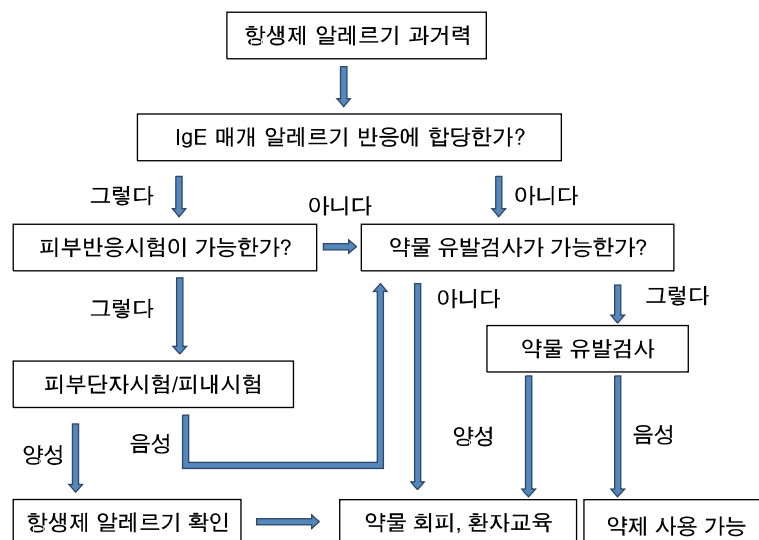 항생제 알레르기 과거력
IgE 매개 알레르기 반응에 합당한가?
그렇다
아니다
아니다
피부반응시험이 가능한가?
약물 유발검사가 가능한가?
그렇다
아니다
그렇다
약물 유발검사
피부단자시험/피내시험
양성
음성
양성
음성
항생제 알레르기 확인
약물 회피, 환자교육
약제 사용 가능